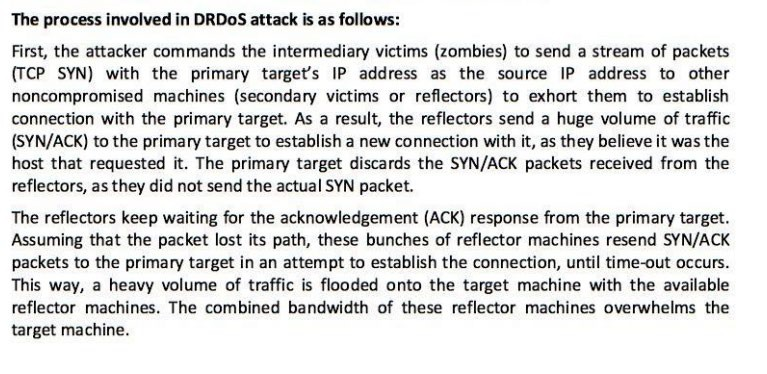 The process involved in DRDoS attack is as follows:
First, the attacker commands the intermediary victims (zombies) to send a stream of packets
(TCP SYN) with the primary target's IP address as the source IP address to other
noncompromised machines (secondary victims or reflectors) to exhort them to establish
connection with the primary target. As a result, the reflectors send a huge volume of traffic
(SYN/ACK) to the primary target to establish a new connection with it, as they believe it was the
host that requested it. The primary target discards the SYN/ACK packets received from the
reflectors, as they did not send the actual SYN packet.
The reflectors keep waiting for the acknowledgement (ACK) response from the primary target.
Assuming that the packet lost its path, these bunches of reflector machines resend SYN/ACK
packets to the primary target in an attempt to establish the connection, until time-out occurs.
This way, a heavy volume of traffic is flooded onto the target machine with the available
reflector machines. The combined bandwidth of these reflector machines overwhelms the
target machine.